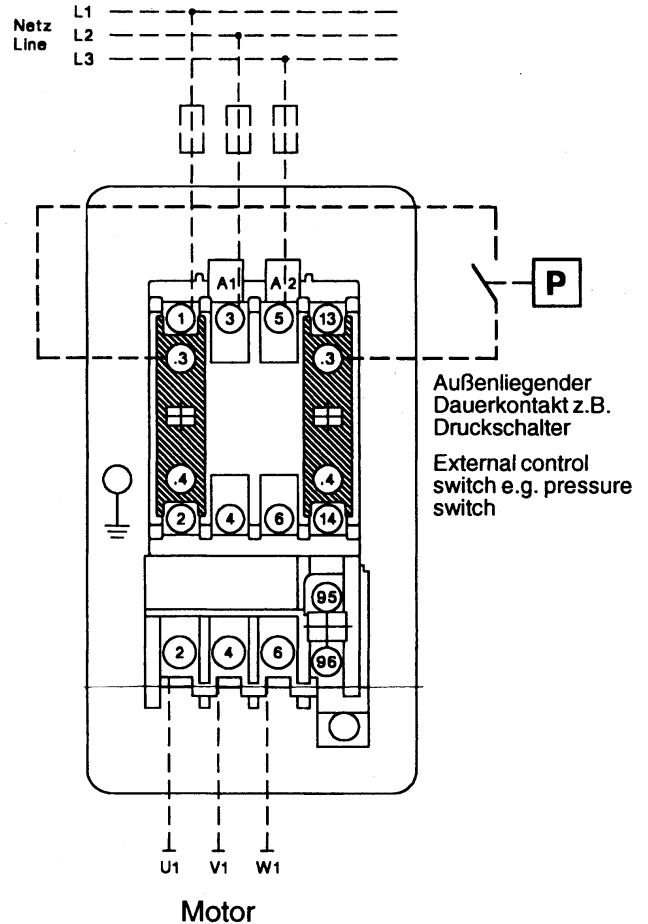 L1
Netz
Line
L2
L3
A1
A 2
1
3
5
13
.3
.3
P
Außenliegender
Dauerkontakt z.B.
Druckschalter
External control
switch e.g. pressure
switch
.4
.4
2
4
6
14
95
2
4
6
96
U1
V1
W1
Motor